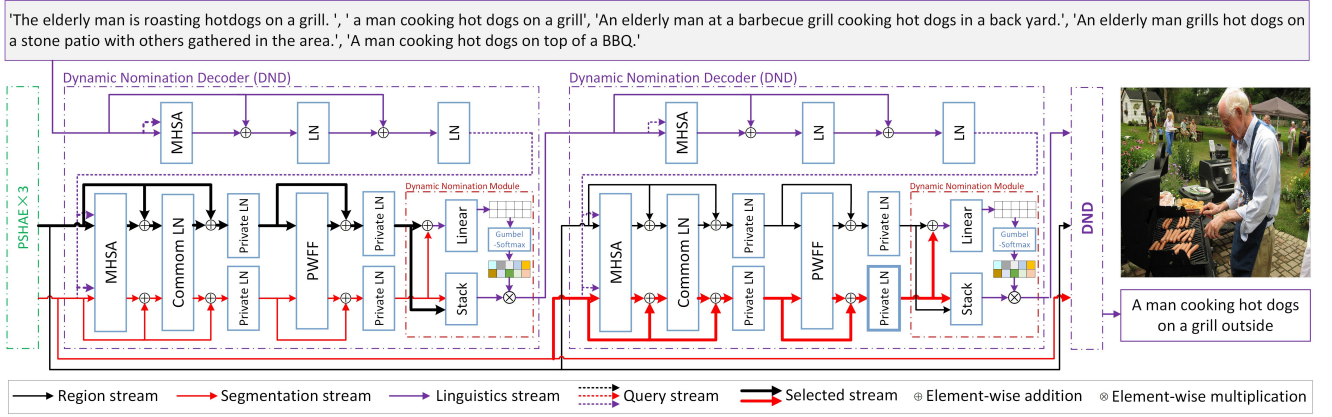 'The elderly man is roasting hotdogs on a grill. ', ' a man cooking hot dogs on a grill', 'An elderly man at a barbecue grill cooking hot dogs in a back yard.', 'An elderly man grills hot dogs on
a stone patio with others gathered in the area.', 'A man cooking hot dogs on top of a BBQ.'
Dynamic Nomination Decoder (DND)
Dynamic Nomination Decoder (DND)
PSHAE×3
MHSA
LN
LN
MHSA
Commom LN
Private LN
Private LN
PWFF
Private LN
Private LN
Dynamic Nomination Module
Linear
Gumbel
-Softmax
Stack
MHSA
LN
LN
MHSA
Commom LN
Private LN
Private LN
PWFF
Private LN
Private LN
Dynamic Nomination Module
Linear
Gumbel
-Softmax
Stack
DND
A man cooking hot dogs
on a grill outside
Region stream
Segmentation stream
Linguistics stream
Query stream
Selected stream
⊕ Element-wise addition
⊗ Element-wise multiplication